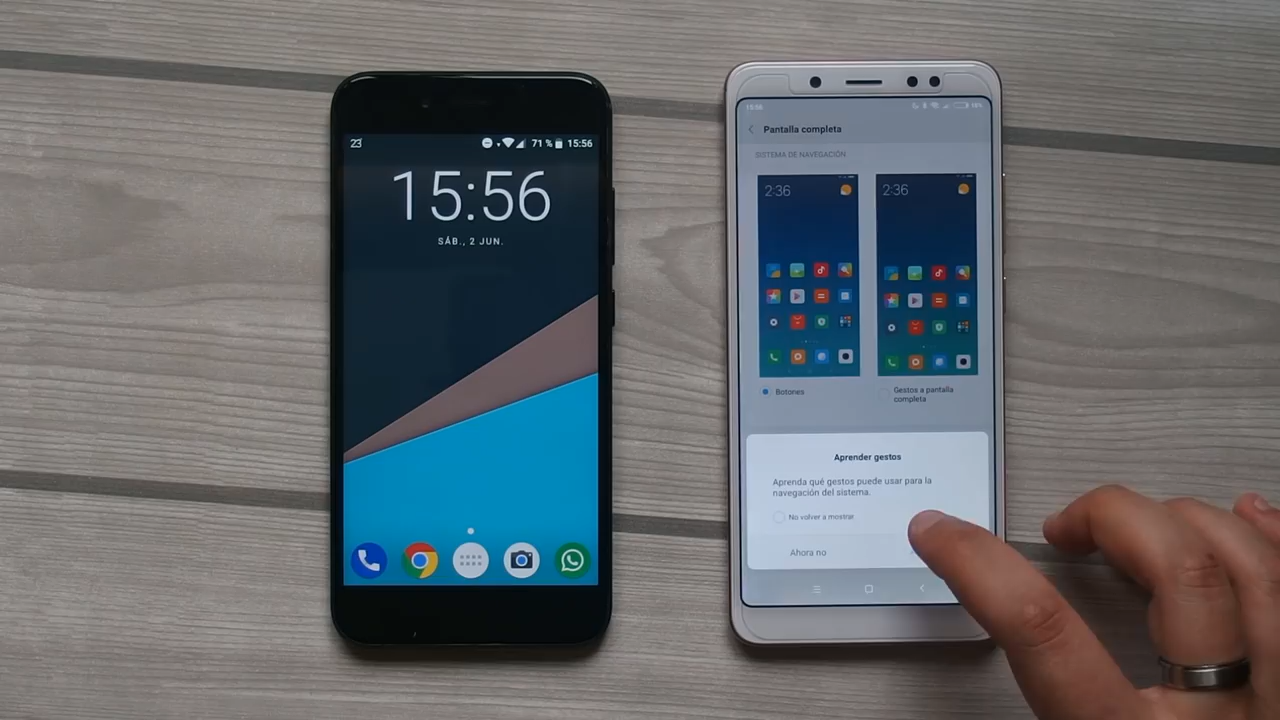 23
71 %
15:56
15:56
SÁB., 2 JUN.
15:56
Pantalla completa
SISTEMA DE NAVEGACIÓN
2:36
2:36
Botones
Gestos a pantalla
completa
Aprender gestos
Aprenda qué gestos puede usar para la
navegación del sistema.
No volver a mostrar
Ahora no